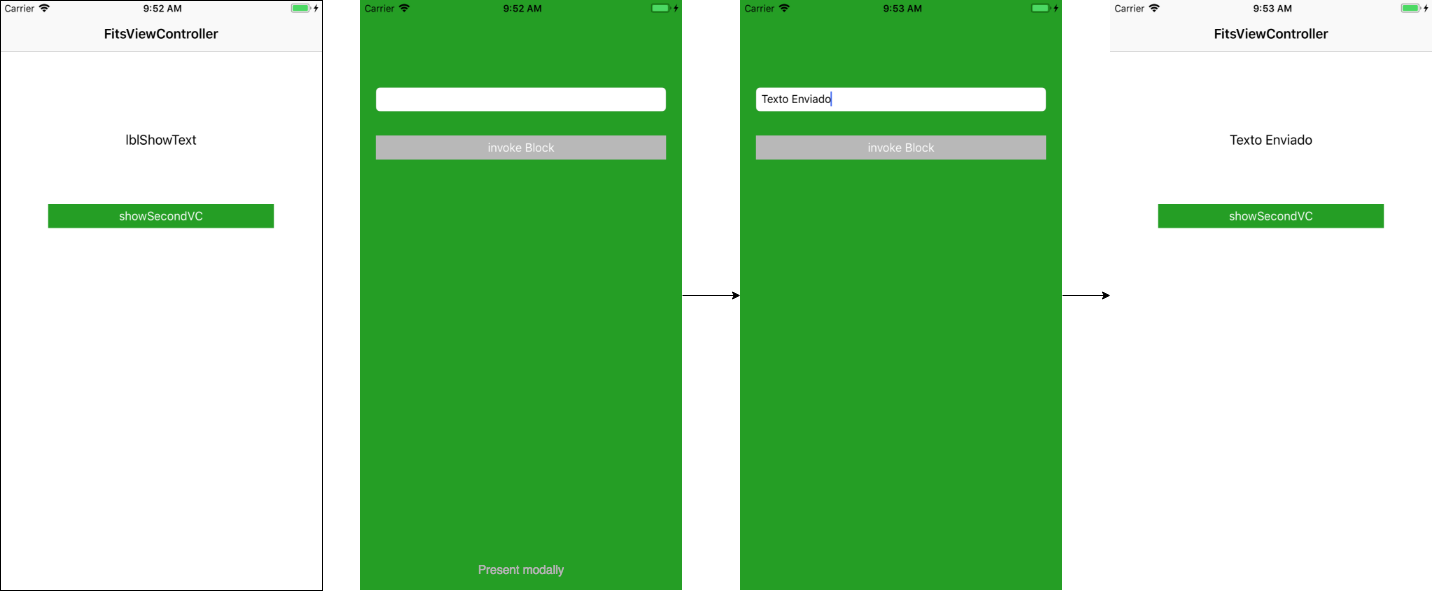 Carrier 9:52 AM
FitsViewController
lblShowText
showSecondVC
Carrier 9:52 AM
invoke Block
Present modally
Carrier 9:53 AM
Texto Enviado
invoke Block
Carrier 9:53 AM
FitsViewController
Texto Enviado
showSecondVC